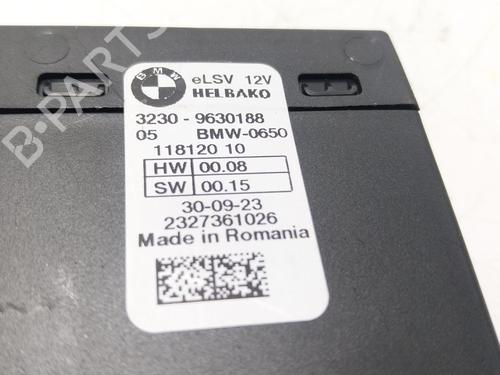 B-PARTS
BMW
eLSV 12V
HELBAKO
3230 - 9630188
05 BMW-0650
118120 10
HW 00.08
SW 00.15
30-09-23
2327361026
Made in Romania